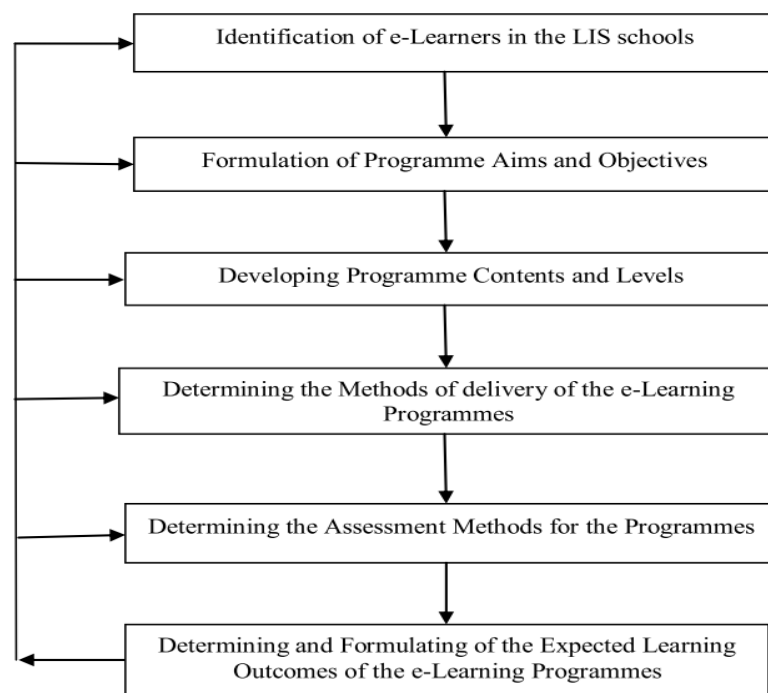 Identification of e-Learners in the LIS schools
Formulation of Programme Aims and Objectives
Developing Programme Contents and Levels
Determining the Methods of delivery of the e-Learning
Programmes
Determining the Assessment Methods for the Programmes
Determining and Formulating of the Expected Learning
Outcomes of the e-Learning Programmes